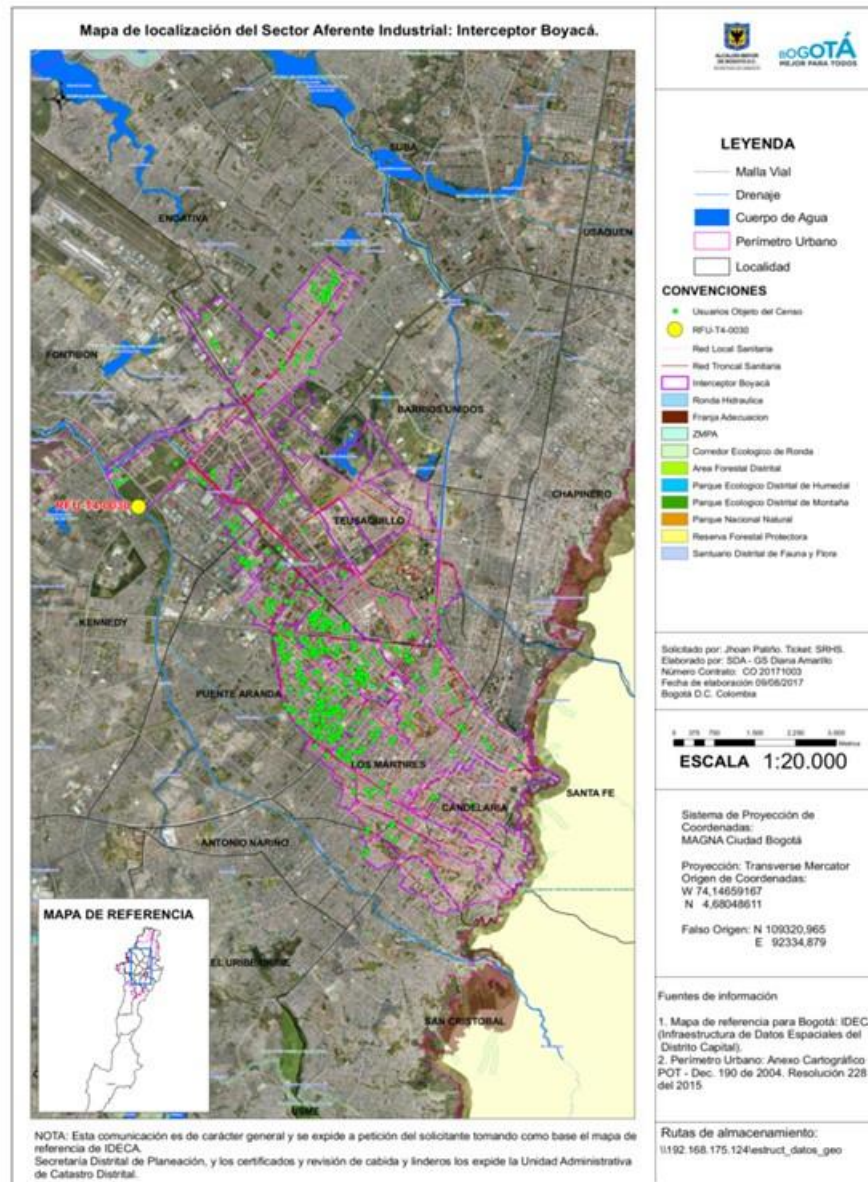 Mapa de localización del Sector Aferente Industrial: Interceptor Boyacá.
ALCALDÍA MAYOR
DE BOGOTÁ D.C.
BOGOTÁ
MEJOR PARA TODOS
SUBA
ENGATIVA
USAQUEN
FONTIBON
BARRIOS UNIDOS
CHAPINERO
RFU-T4-0030
TEUSAQUILLO
KENNEDY
PUENTE ARANDA
LOS MARTIRES
SANTA FE
CANDELARIA
ANTONIO NARIÑO
MAPA DE REFERENCIA
SAN CRISTOBAL
USME
LEYENDA
Malla Vial
Drenaje
Cuerpo de Agua
Perímetro Urbano
Localidad
CONVENCIONES
Usuarios Objeto del Censo
RFU-T4-0030
Red Local Sanitaria
Red Troncal Sanitaria
Interceptor Boyacá
Ronda Hidraulica
Franja Adecuacion
ZMPA
Corredor Ecologico de Ronda
Area Forestal Distrital
Parque Ecologico Distrital de Humedal
Parque Ecologico Distrital de Montaña
Parque Nacional Natural
Reserva Forestal Protectora
Santuario Distrital de Fauna y Flora
Solicitado por: Jhoan Patiño. Ticket: SRHS.
Elaborado por: SDA - GS Diana Amarillo
Número Contrato: CO 20171003
Fecha de elaboración 09/08/2017
Bogotá D.C. Colombia
ESCALA 1:20.000
Sistema de Proyección de
Coordenadas:
MAGNA Ciudad Bogotá
Proyección: Transverse Mercator
Origen de Coordenadas:
W 74,14659167
N 4,68048611
Falso Origen: N 109320,965
E 92334,879
Fuentes de información
1. Mapa de referencia para Bogotá: IDECA
(Infraestructura de Datos Espaciales del
Distrito Capital).
2. Perímetro Urbano: Anexo Cartográfico
POT - Dec. 190 de 2004. Resolución 228
del 2015
Rutas de almacenamiento:
\\192.168.175.124\estruct_datos_geo
NOTA: Esta comunicación es de carácter general y se expide a petición del solicitante tomando como base el mapa de
referencia de IDECA.
Secretaría Distrital de Planeación, y los certificados y revisión de cabida y linderos los expide la Unidad Administrativa
de Catastro Distrital.